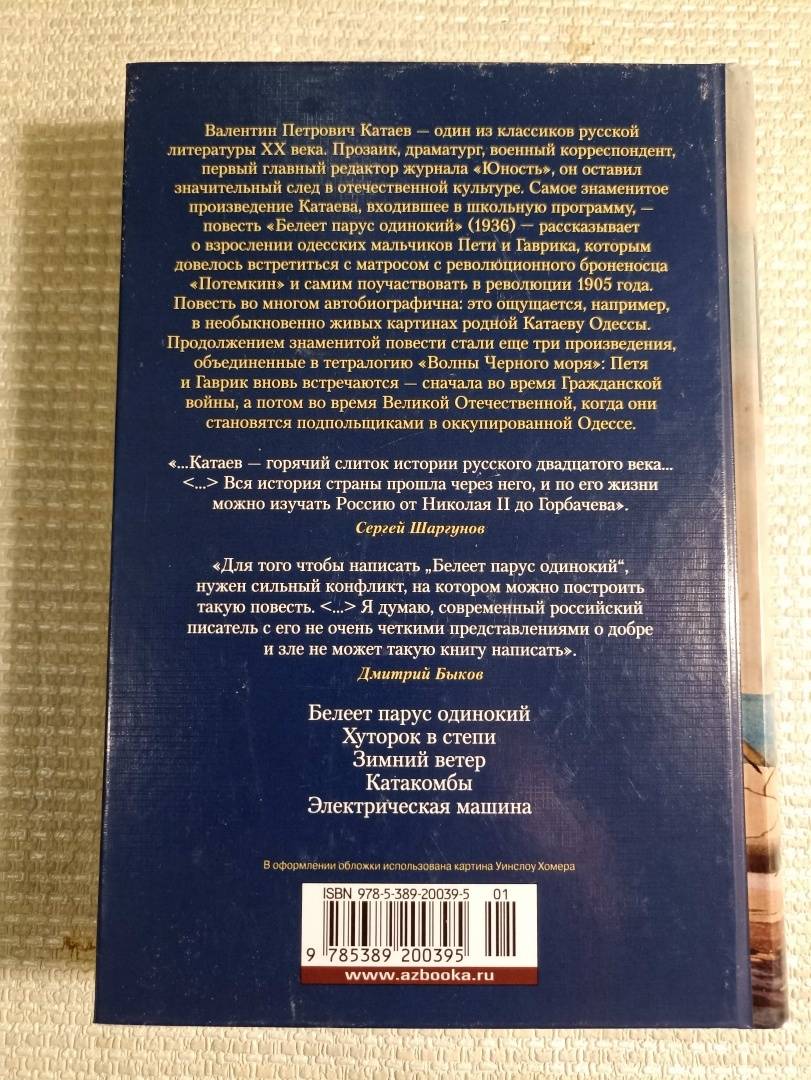 Валентин Петрович Катаев — один из классиков русской
литературы XX века. Прозаик, драматург, военный корреспондент,
первый главный редактор журнала «Юность», он оставил
значительный след в отечественной культуре. Самое знаменитое
произведение Катаева, входившее в школьную программу, —
повесть «Белеет парус одинокий» (1936) — рассказывает
о взрослении одесских мальчиков Пети и Гаврика, которым
довелось встретиться с матросом с революционного броненосца
«Потемкин» и самим поучаствовать в революции 1905 года.
Повесть во многом автобиографична: это ощущается, например,
в необыкновенно живых картинах родной Катаеву Одессы.
Продолжением знаменитой повести стали еще три произведения,
объединенные в тетралогию «Волны Черного моря»: Петя
и Гаврик вновь встречаются — сначала во время Гражданской
войны, а потом во время Великой Отечественной, когда они
становятся подпольщиками в оккупированной Одессе.
«...Катаев — горячий слиток истории русского двадцатого века...
<...> Вся история страны прошла через него, и по его жизни
можно изучать Россию от Николая II до Горбачева».
Сергей Шаргунов
«Для того чтобы написать „Белеет парус одинокий“,
нужен сильный конфликт, на котором можно построить
такую повесть. <...> Я думаю, современный российский
писатель с его не очень четкими представлениями о добре
и зле не может такую книгу написать».
Дмитрий Быков
Белеет парус одинокий
Хуторок в степи
Зимний ветер
Катакомбы
Электрическая машина
В оформлении обложки использована картина Уинслоу Хомера
ISBN 978-5-389-20039-5 01
9 785389 200395
www.azbooka.ru